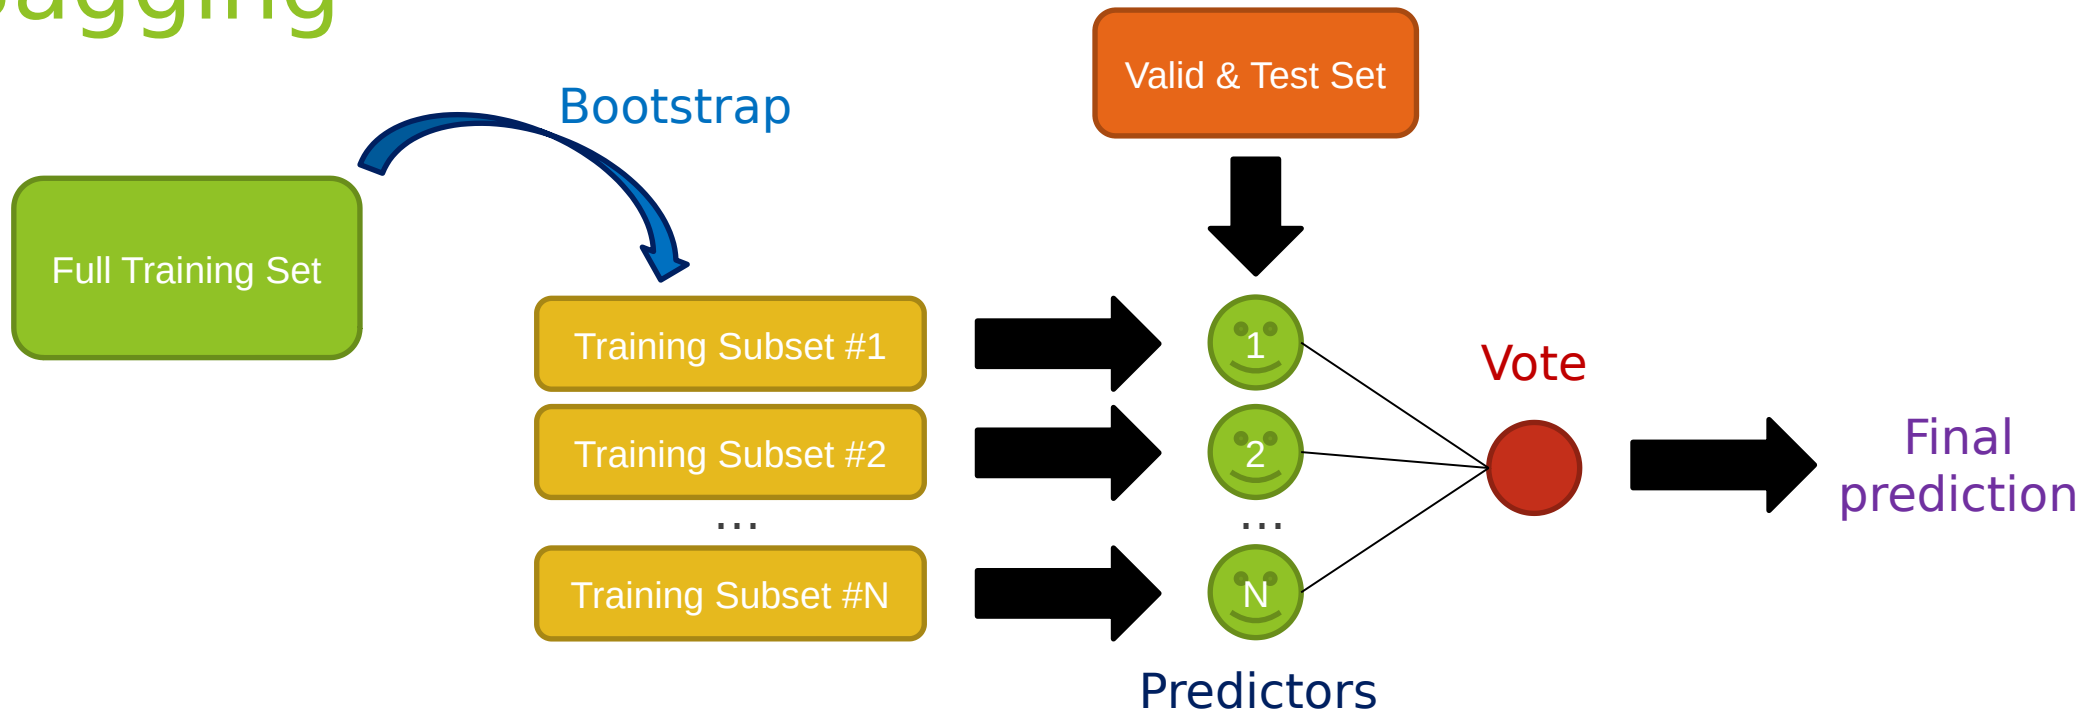 Bagging
Valid & Test Set
Bootstrap
Full Training Set
Training Subset #1
1
Vote
Training Subset #2
2
Final
prediction
...
...
Training Subset #N
N
Predictors